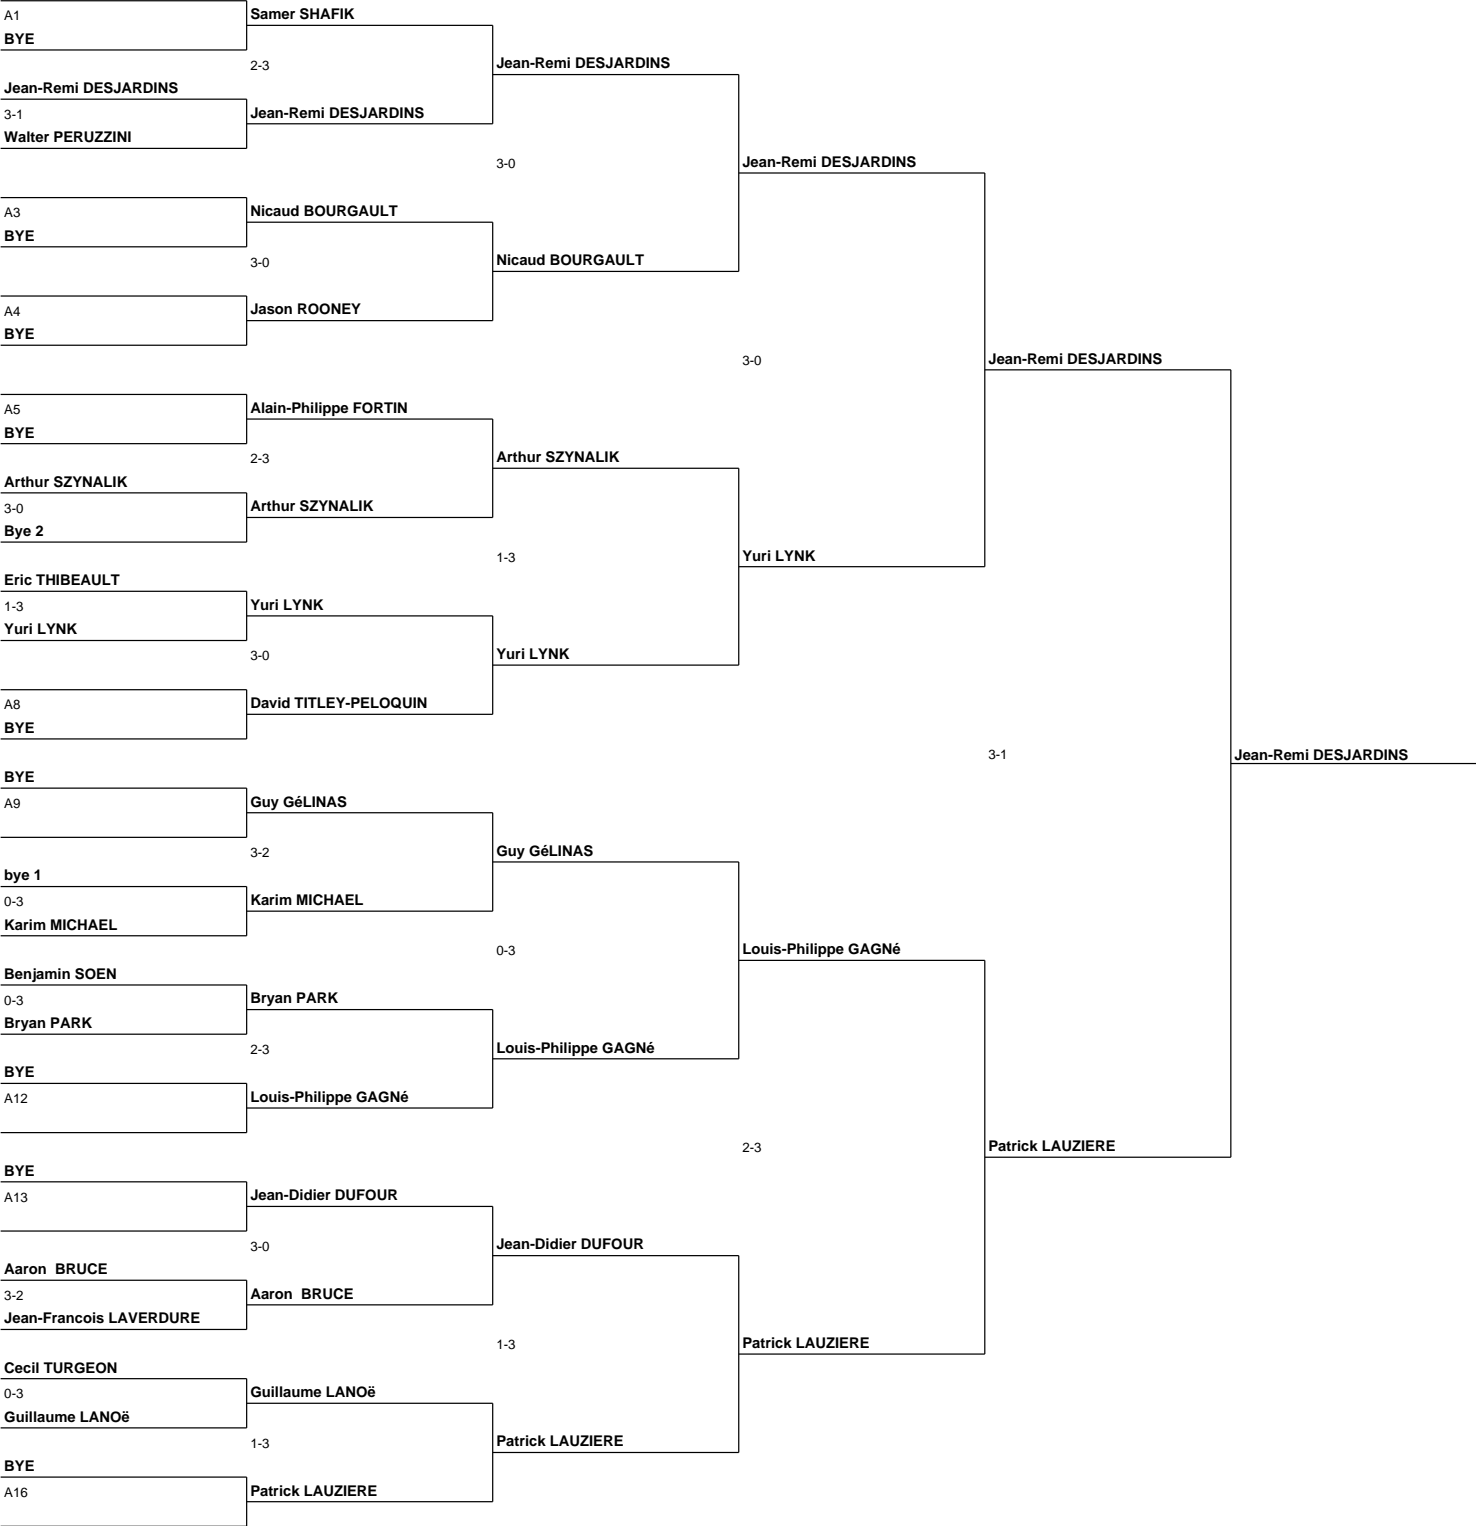 A1
BYE
Samer SHAFIK
2-3
Jean-Remi DESJARDINS
Jean-Remi DESJARDINS
3-1
Walter PERUZZINI
Jean-Remi DESJARDINS
3-0
Jean-Remi DESJARDINS
A3
BYE
Nicaud BOURGAULT
3-0
Nicaud BOURGAULT
A4
BYE
Jason ROONEY
3-0
Jean-Remi DESJARDINS
A5
BYE
Alain-Philippe FORTIN
2-3
Arthur SZYNALIK
Arthur SZYNALIK
3-0
Bye 2
Arthur SZYNALIK
1-3
Yuri LYNK
Eric THIBEAULT
1-3
Yuri LYNK
Yuri LYNK
3-0
Yuri LYNK
A8
BYE
David TITLEY-PELOQUIN
3-1
Jean-Remi DESJARDINS
BYE
A9
Guy GéLINAS
3-2
Guy GéLINAS
bye 1
0-3
Karim MICHAEL
Karim MICHAEL
0-3
Louis-Philippe GAGNé
Benjamin SOEN
0-3
Bryan PARK
Bryan PARK
2-3
Louis-Philippe GAGNé
BYE
A12
Louis-Philippe GAGNé
2-3
Patrick LAUZIERE
BYE
A13
Jean-Didier DUFOUR
3-0
Jean-Didier DUFOUR
Aaron  BRUCE
3-2
Jean-Francois LAVERDURE
Aaron  BRUCE
1-3
Patrick LAUZIERE
Cecil TURGEON
0-3
Guillaume LANOë
Guillaume LANOë
1-3
Patrick LAUZIERE
BYE
A16
Patrick LAUZIERE